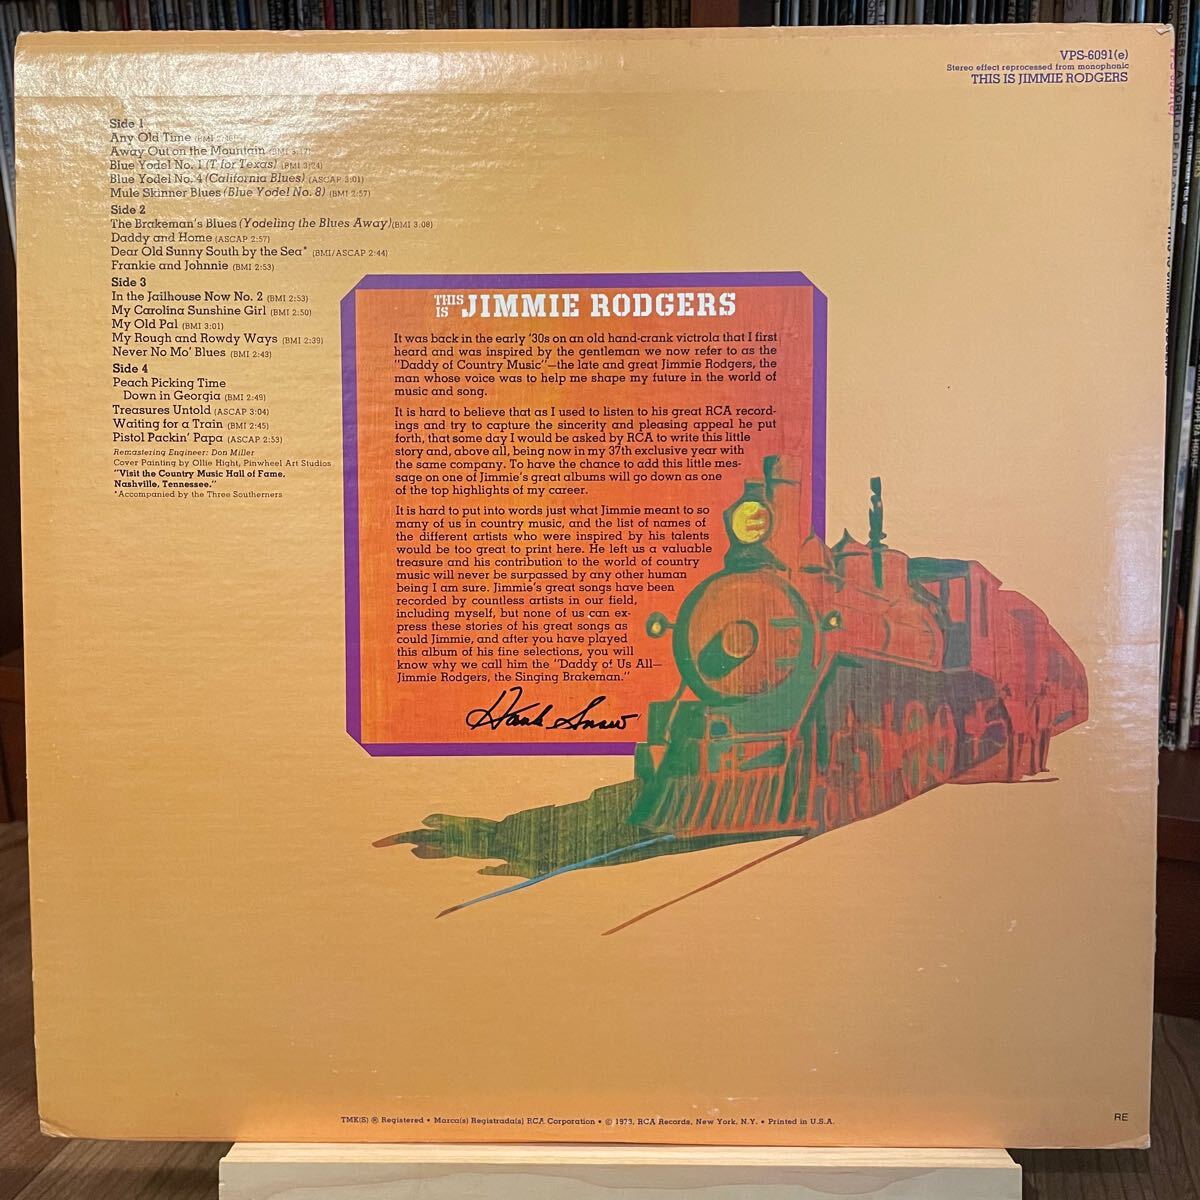 VPS-6091(e)
Stereo effect reprocessed from monophonic
THIS IS JIMMIE RODGERS
Side 1
Any Old Time (BMI
Away Out on the Mountain (BMI
Blue Yodel No. 1 (T for Texas) (BMI 3:24)
Blue Yodel No. 4 (California Blues) (ASCAP 3:01)
Mule Skinner Blues (Blue Yodel No. 8) (BMI 2:57)
Side 2
The Brakeman's Blues (Yodeling the Blues Away) (BMI 3:08)
Daddy and Home (ASCAP 2:57)
Dear Old Sunny South by the Sea* (BMI/ASCAP 2:44)
Frankie and Johnnie (BMI 2:53)
Side 3
In the Jailhouse Now No. 2 (BMI 2:53)
My Carolina Sunshine Girl (BMI 2:50)
My Old Pal (BMI 3:01)
My Rough and Rowdy Ways (BMI 2:39)
Never No Mo' Blues (BMI 2:43)
Side 4
Peach Picking Time
Down in Georgia (BMI 2:49)
Treasures Untold (ASCAP 3:04)
Waiting for a Train (BMI 2:45)
Pistol Packin' Papa (ASCAP 2:53)
Remastering Engineer: Don Miller
Cover Painting by Ollie Hight, Pinwheel Art Studios
"Visit the Country Music Hall of Fame,
Nashville, Tennessee."
*Accompanied by the Three Southerners
THIS IS JIMMIE RODGERS
It was back in the early '30s on an old hand-crank victrola that I first
heard and was inspired by the gentleman we now refer to as the
"Daddy of Country Music"—the late and great Jimmie Rodgers, the
man whose voice was to help me shape my future in the world of
music and song.
It is hard to believe that as I used to listen to his great RCA record-
ings and try to capture the sincerity and pleasing appeal he put
forth, that some day I would be asked by RCA to write this little
story and, above all, being now in my 37th exclusive year with
the same company. To have the chance to add this little mes-
sage on one of Jimmie's great albums will go down as one
of the top highlights of my career.
It is hard to put into words just what Jimmie meant to so
many of us in country music, and the list of names of
the different artists who were inspired by his talents
would be too great to print here. He left us a valuable
treasure and his contribution to the world of country
music will never be surpassed by any other human
being I am sure. Jimmie's great songs have been
recorded by countless artists in our field,
including myself, but none of us can ex-
press these stories of his great songs as
could Jimmie, and after you have played
this album of his fine selections, you will
know why we call him the "Daddy of Us All—
Jimmie Rodgers, the Singing Brakeman."
Hank Snow
TMK(S) ® Registered • Marca(s) Registrada(s) RCA Corporation • © 1973, RCA Records, New York, N.Y. • Printed in U.S.A.
RE